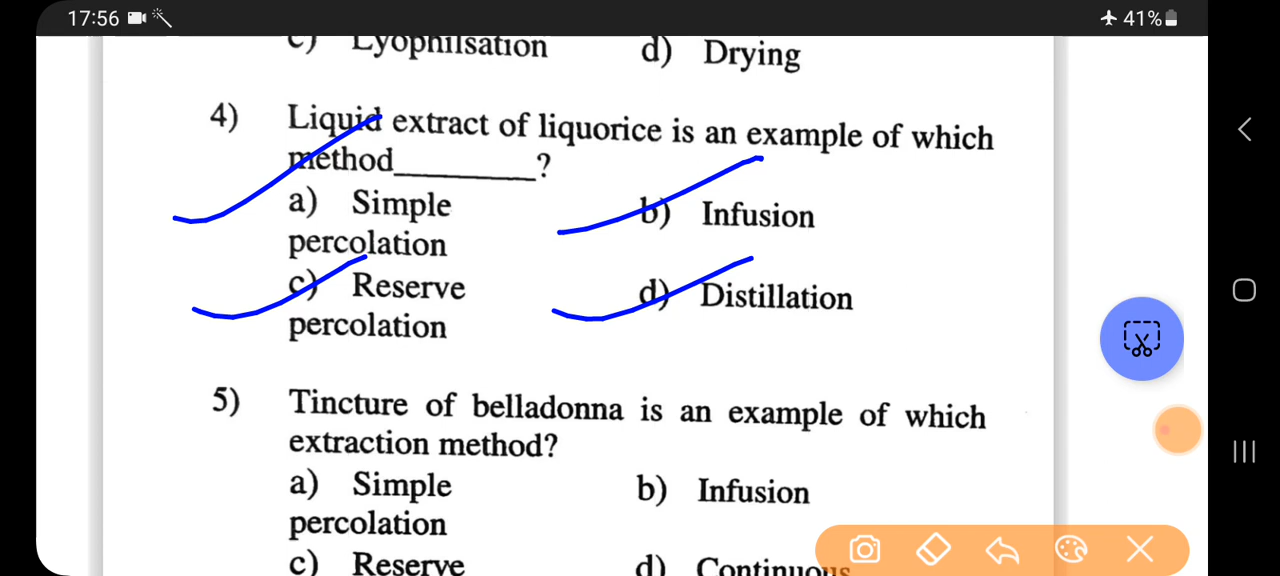 17:56
41%
c) Lyophilsation d) Drying
4) Liquid extract of liquorice is an example of which
method________?
a) Simple b) Infusion
percolation
c) Reserve d) Distillation
percolation
5) Tincture of belladonna is an example of which
extraction method?
a) Simple b) Infusion
percolation
c) Reserve d) Continuous